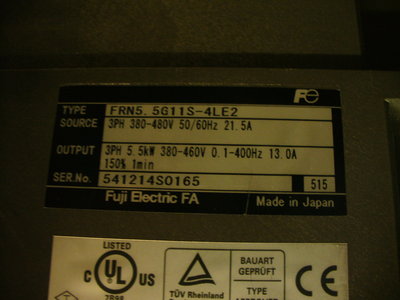 Fe
TYPE FRN5.5G11S-4LE2
SOURCE 3PH 380-480V 50/60Hz 21.5A
OUTPUT 3PH 5.5kW 380-460V 0.1-400Hz 13.0A
150% 1min
SER.No. 541214S0165 515
Fuji Electric FA Made in Japan
LISTED
C UL US
TÜV Rheinland
BAUART
GEPRÜFT
TYPE
CE